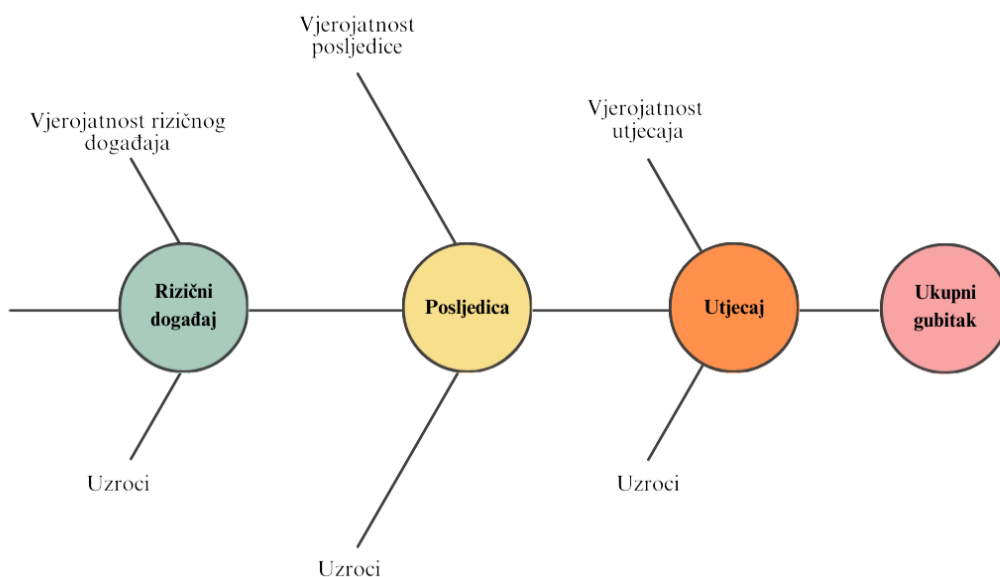 Vjerojatnost
posljedice
Vjerojatnost rizičnog
događaja
Vjerojatnost
utjecaja
Rizični
događaj
Posljedica
Utjecaj
Ukupni
gubitak
Uzroci
Uzroci
Uzroci